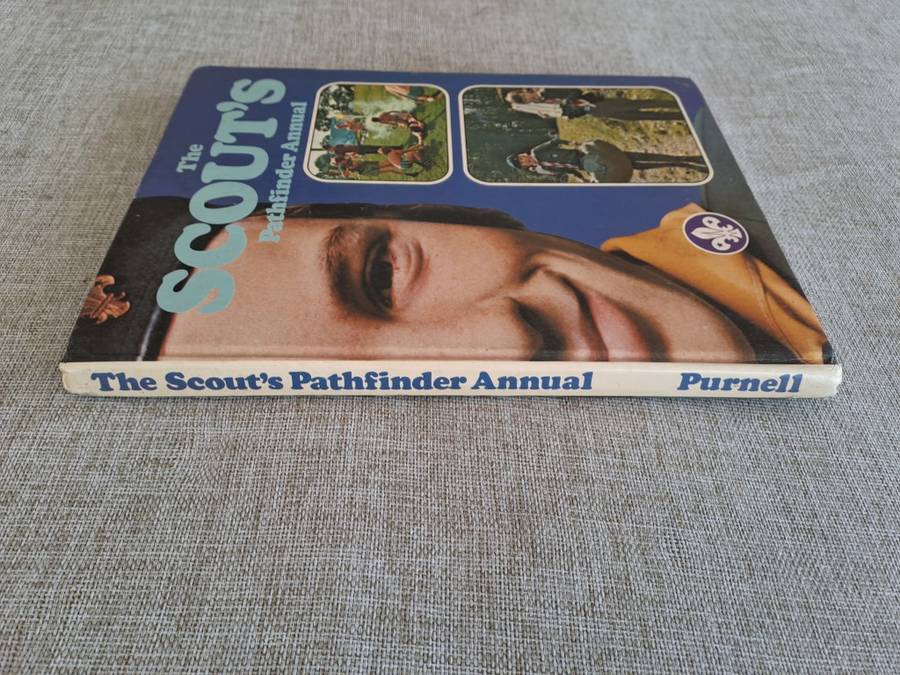 The
SCOUT'S
Pathfinder Annual
The Scout's Pathfinder Annual Purnell